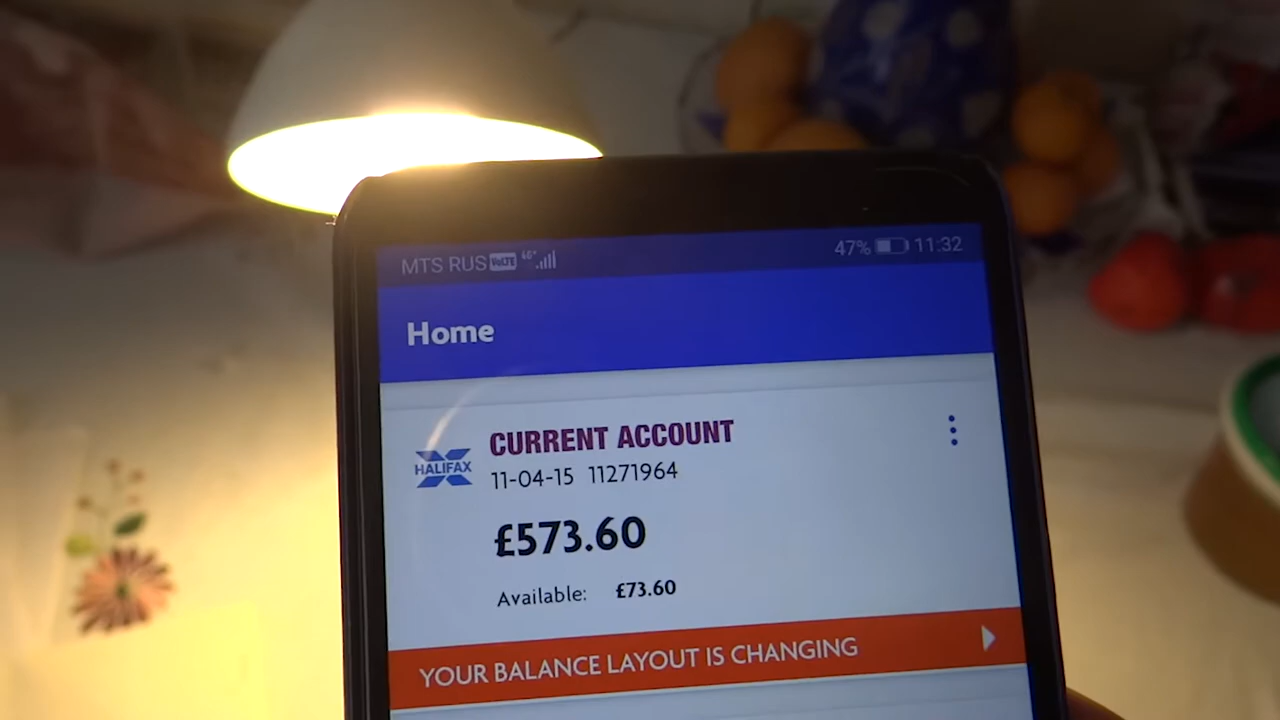 MTS RUS VoLTE 4G+ 47% 11:32
Home
HALIFAX
CURRENT ACCOUNT
11-04-15 11271964
£573.60
Available: £73.60
YOUR BALANCE LAYOUT IS CHANGING